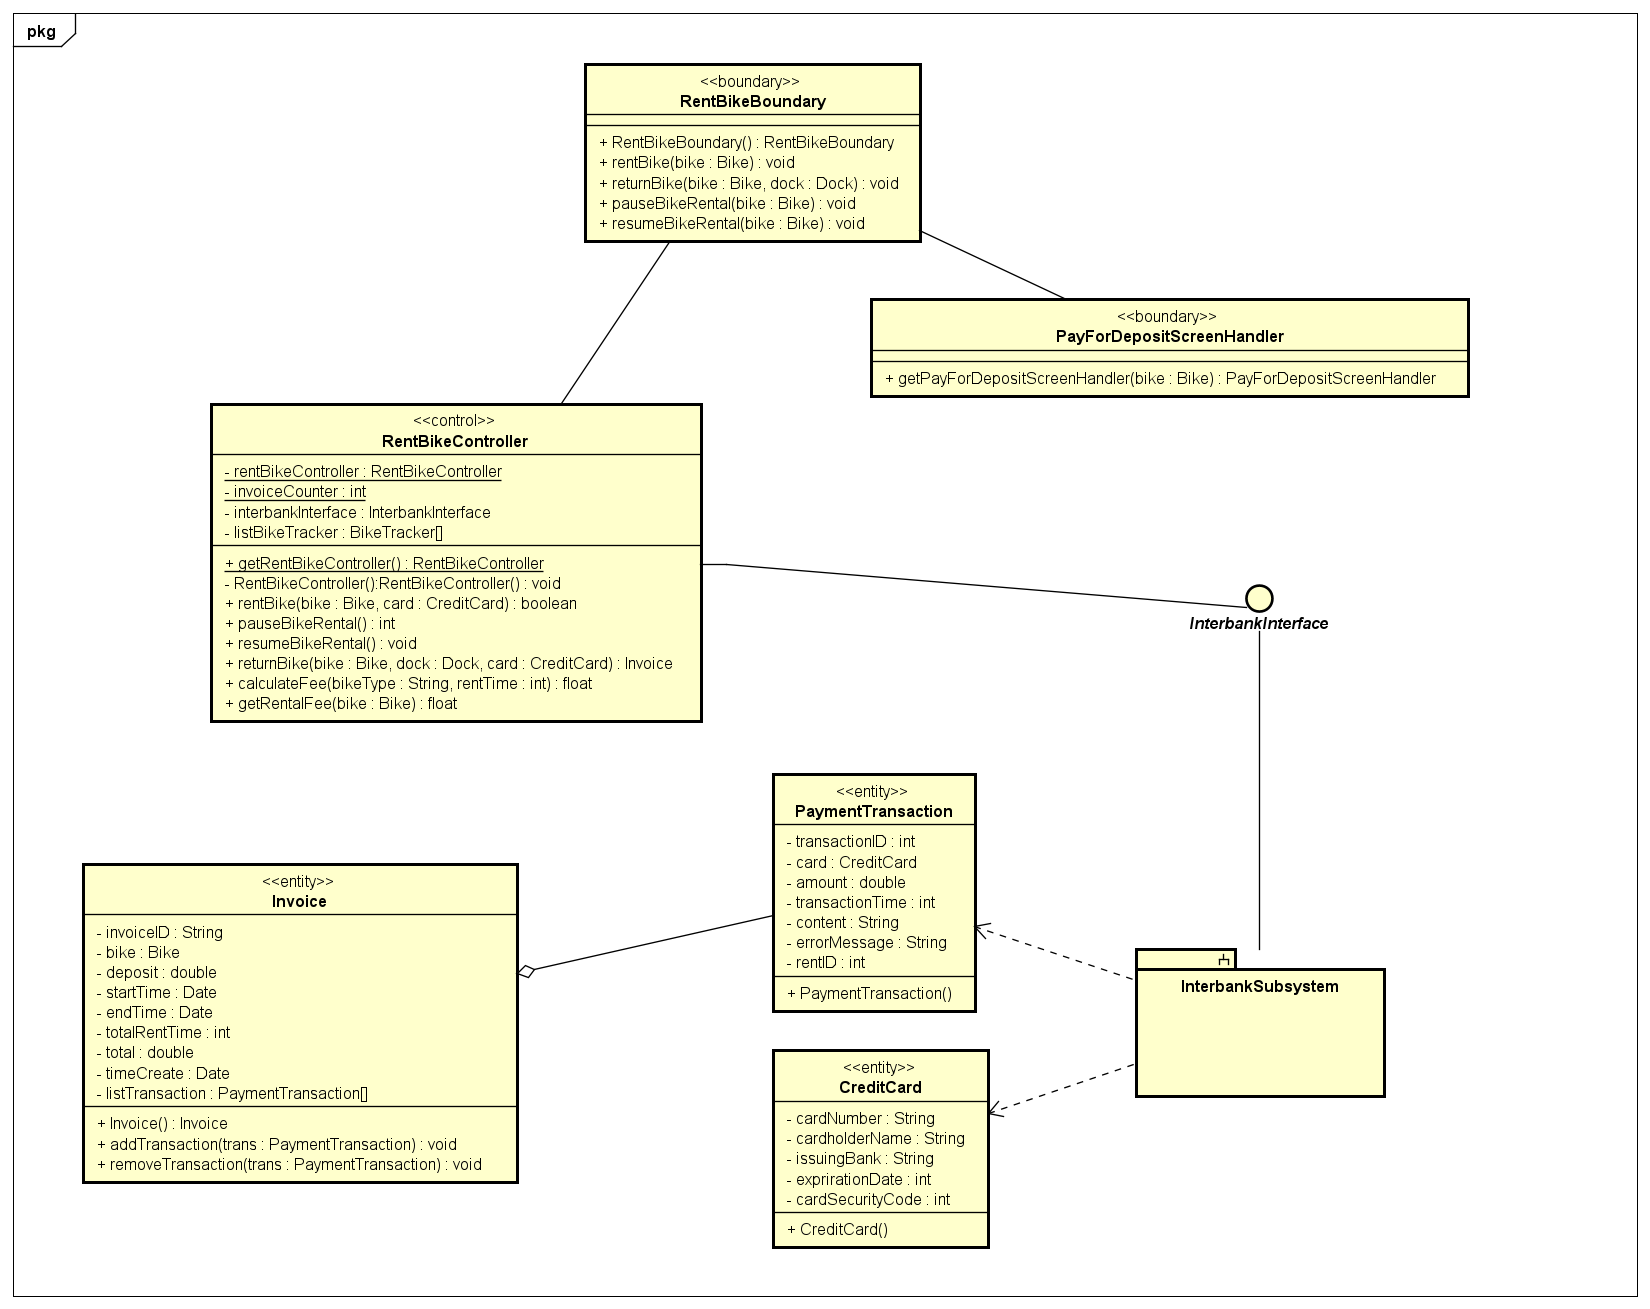 pkg
<<boundary>>
RentBikeBoundary
+ RentBikeBoundary() : RentBikeBoundary
+ rentBike(bike : Bike) : void
+ returnBike(bike : Bike, dock : Dock) : void
+ pauseBikeRental(bike : Bike) : void
+ resumeBikeRental(bike : Bike) : void
<<boundary>>
PayForDepositScreenHandler
+ getPayForDepositScreenHandler(bike : Bike) : PayForDepositScreenHandler
<<control>>
RentBikeController
- rentBikeController : RentBikeController
- invoiceCounter : int
- interbankInterface : InterbankInterface
- listBikeTracker : BikeTracker[]
+ getRentBikeController() : RentBikeController
- RentBikeController():RentBikeController() : void
+ rentBike(bike : Bike, card : CreditCard) : boolean
+ pauseBikeRental() : int
+ resumeBikeRental() : void
+ returnBike(bike : Bike, dock : Dock, card : CreditCard) : Invoice
+ calculateFee(bikeType : String, rentTime : int) : float
+ getRentalFee(bike : Bike) : float
InterbankInterface
<<entity>>
PaymentTransaction
- transactionID : int
- card : CreditCard
- amount : double
- transactionTime : int
- content : String
- errorMessage : String
- rentID : int
+ PaymentTransaction()
<<entity>>
Invoice
- invoiceID : String
- bike : Bike
- deposit : double
- startTime : Date
- endTime : Date
- totalRentTime : int
- total : double
- timeCreate : Date
- listTransaction : PaymentTransaction[]
+ Invoice() : Invoice
+ addTransaction(trans : PaymentTransaction) : void
+ removeTransaction(trans : PaymentTransaction) : void
InterbankSubsystem
<<entity>>
CreditCard
- cardNumber : String
- cardholderName : String
- issuingBank : String
- exprirationDate : int
- cardSecurityCode : int
+ CreditCard()